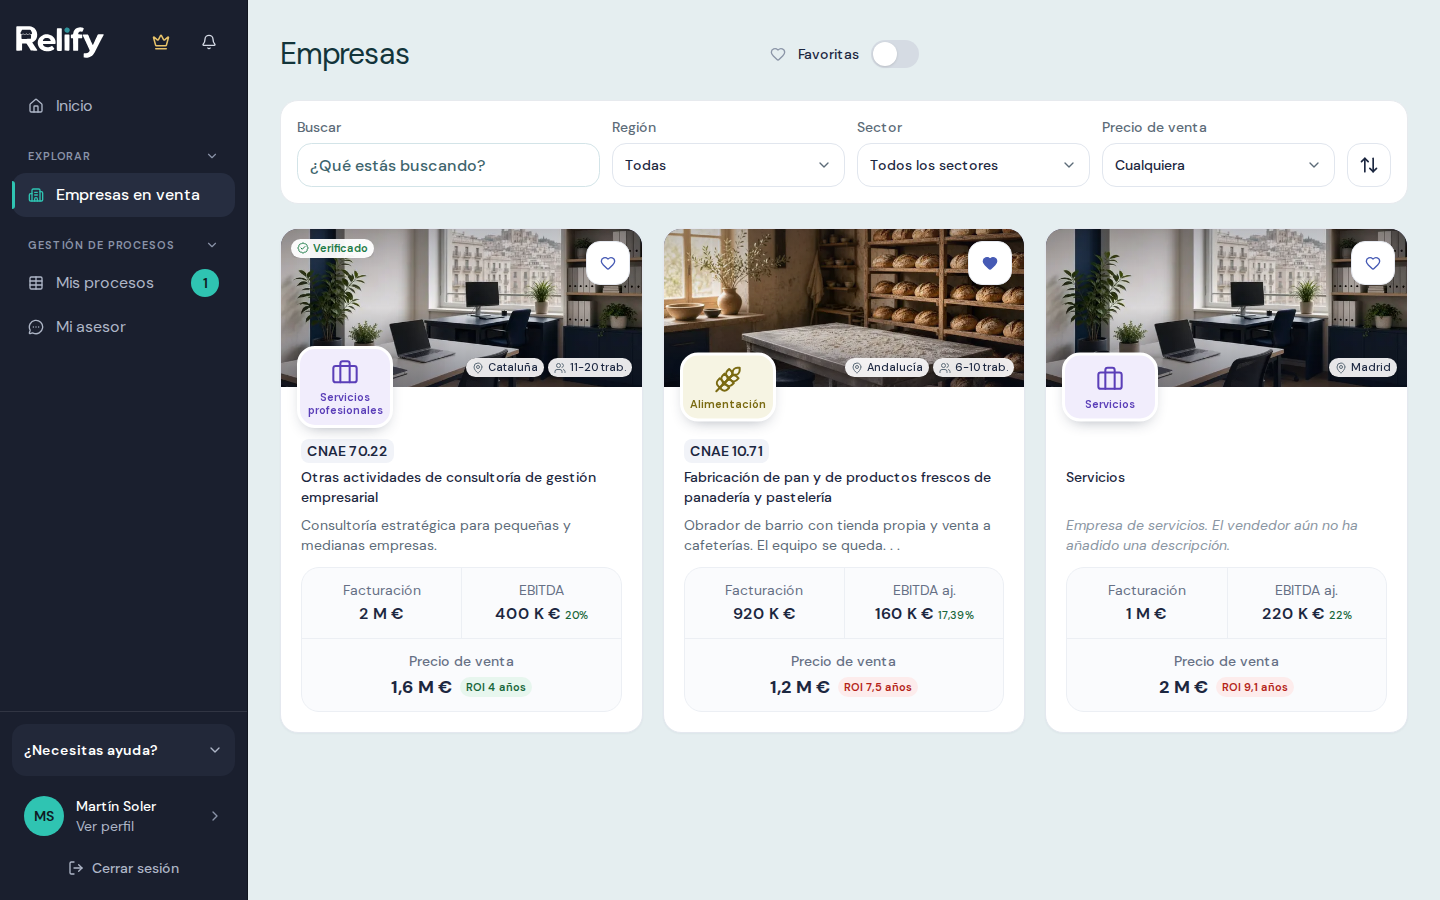 Relify
Inicio
EXPLORAR
Empresas en venta
GESTIÓN DE PROCESOS
Mis procesos
1
Mi asesor
¿Necesitas ayuda?
MS
Martín Soler
Ver perfil
Cerrar sesión
Empresas
Favoritas
Buscar
¿Qué estás buscando?
Región
Todas
Sector
Todos los sectores
Precio de venta
Cualquiera
Verificado
Cataluña
11-20 trab.
Servicios
profesionales
CNAE 70.22
Otras actividades de consultoría de gestión
empresarial
Consultoría estratégica para pequeñas y
medianas empresas.
Facturación
2 M €
EBITDA
400 K € 20%
Precio de venta
1,6 M € ROI 4 años
Andalucía
6-10 trab.
Alimentación
CNAE 10.71
Fabricación de pan y de productos frescos de
panadería y pastelería
Obrador de barrio con tienda propia y venta a
cafeterías. El equipo se queda. . .
Facturación
920 K €
EBITDA aj.
160 K € 17,39%
Precio de venta
1,2 M € ROI 7,5 años
Madrid
Servicios
Servicios
Empresa de servicios. El vendedor aún no ha
añadido una descripción.
Facturación
1 M €
EBITDA aj.
220 K € 22%
Precio de venta
2 M € ROI 9,1 años